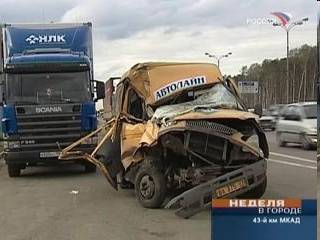 РОССИЯ
НЛК
АВТОЛАЙН
SCANIA
НЕДЕЛЯ
В ГОРОДЕ
43-й км МКАД